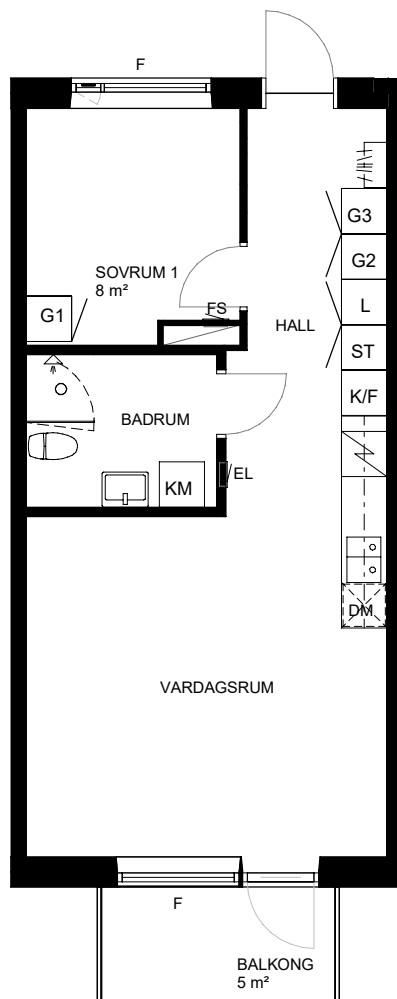 F
G3
G2
SOVRUM 1
8 m²
G1
FS
L
HALL
ST
K/F
BADRUM
EL
KM
DM
VARDAGSRUM
F
BALKONG
5 m²